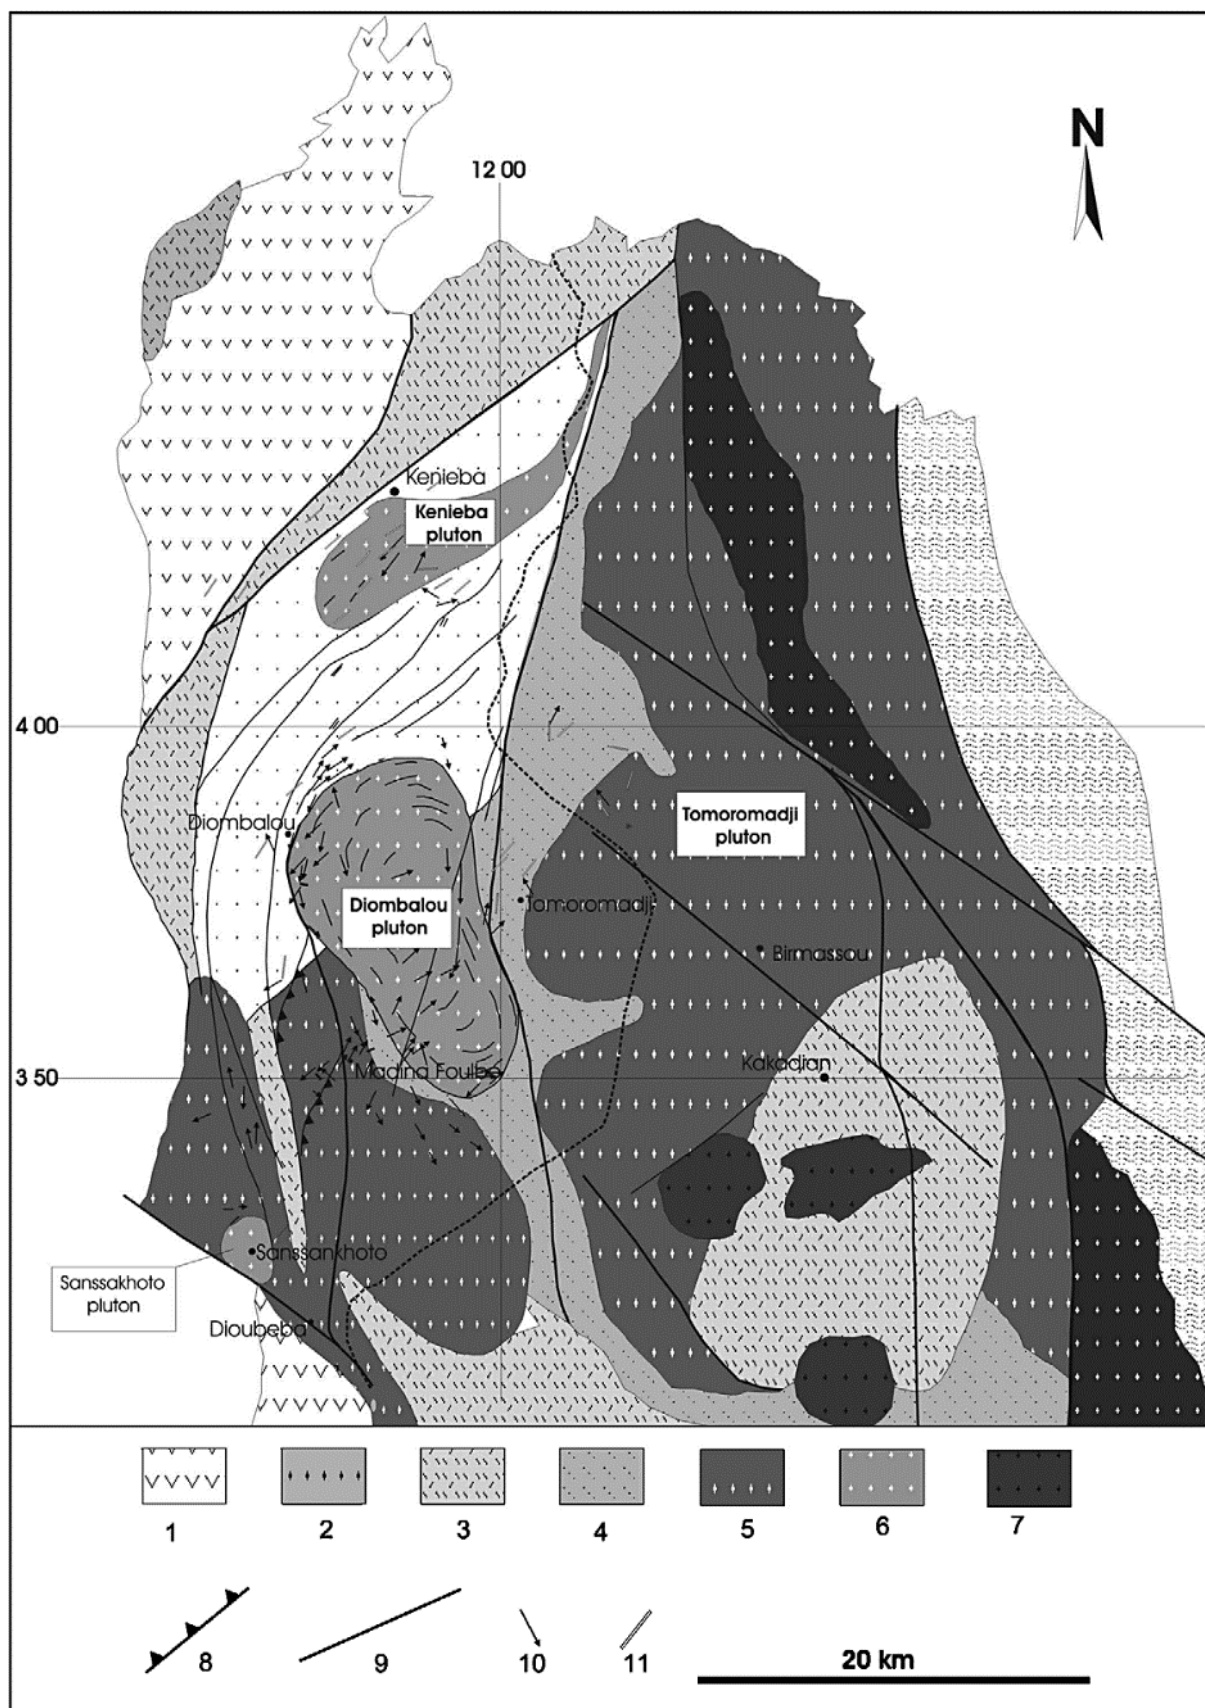 N
12 00
Kenieba
Kenieba
pluton
4 00
Tomoromadji
pluton
Diombalou
Diombalou
pluton
Tomoromadji
Birmassou
3 50
Madina Foulbe
Kakadjan
Sanssankhoto
Sanssakhoto
pluton
Dioubeba
1
2
3
4
5
6
7
8
9
10
11
20 km